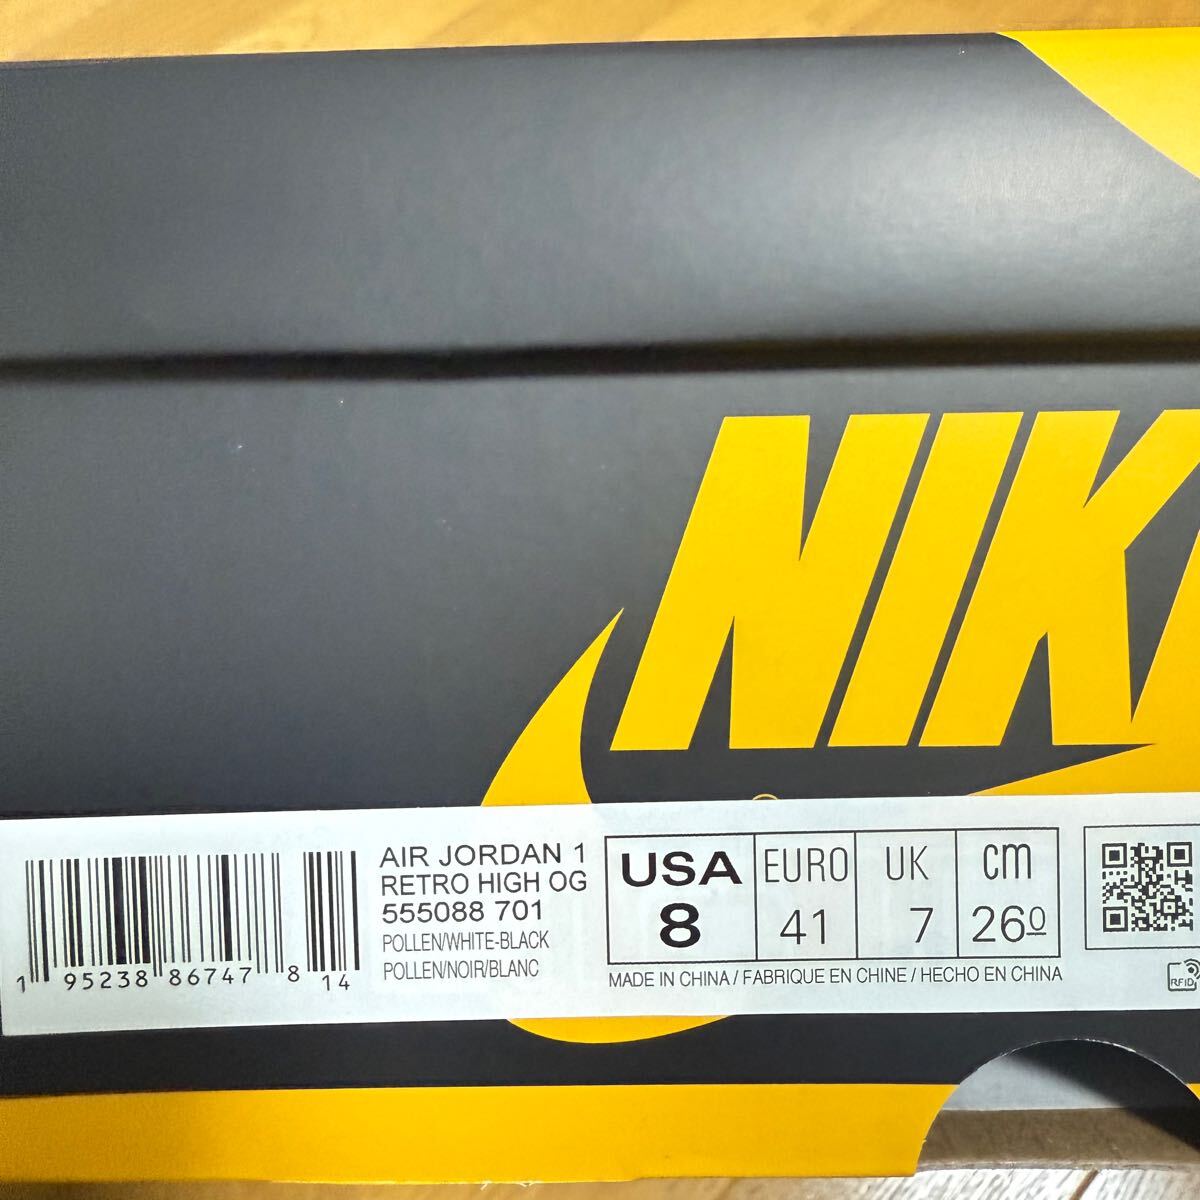 NIK
AIR JORDAN 1
RETRO HIGH OG
555088 701
POLLEN/WHITE-BLACK
POLLEN/NOIR/BLANC
1 95238 86747 8 14
USA EURO UK cm
8 41 7 26.0
MADE IN CHINA / FABRIQUE EN CHINE / HECHO EN CHINA
RFID